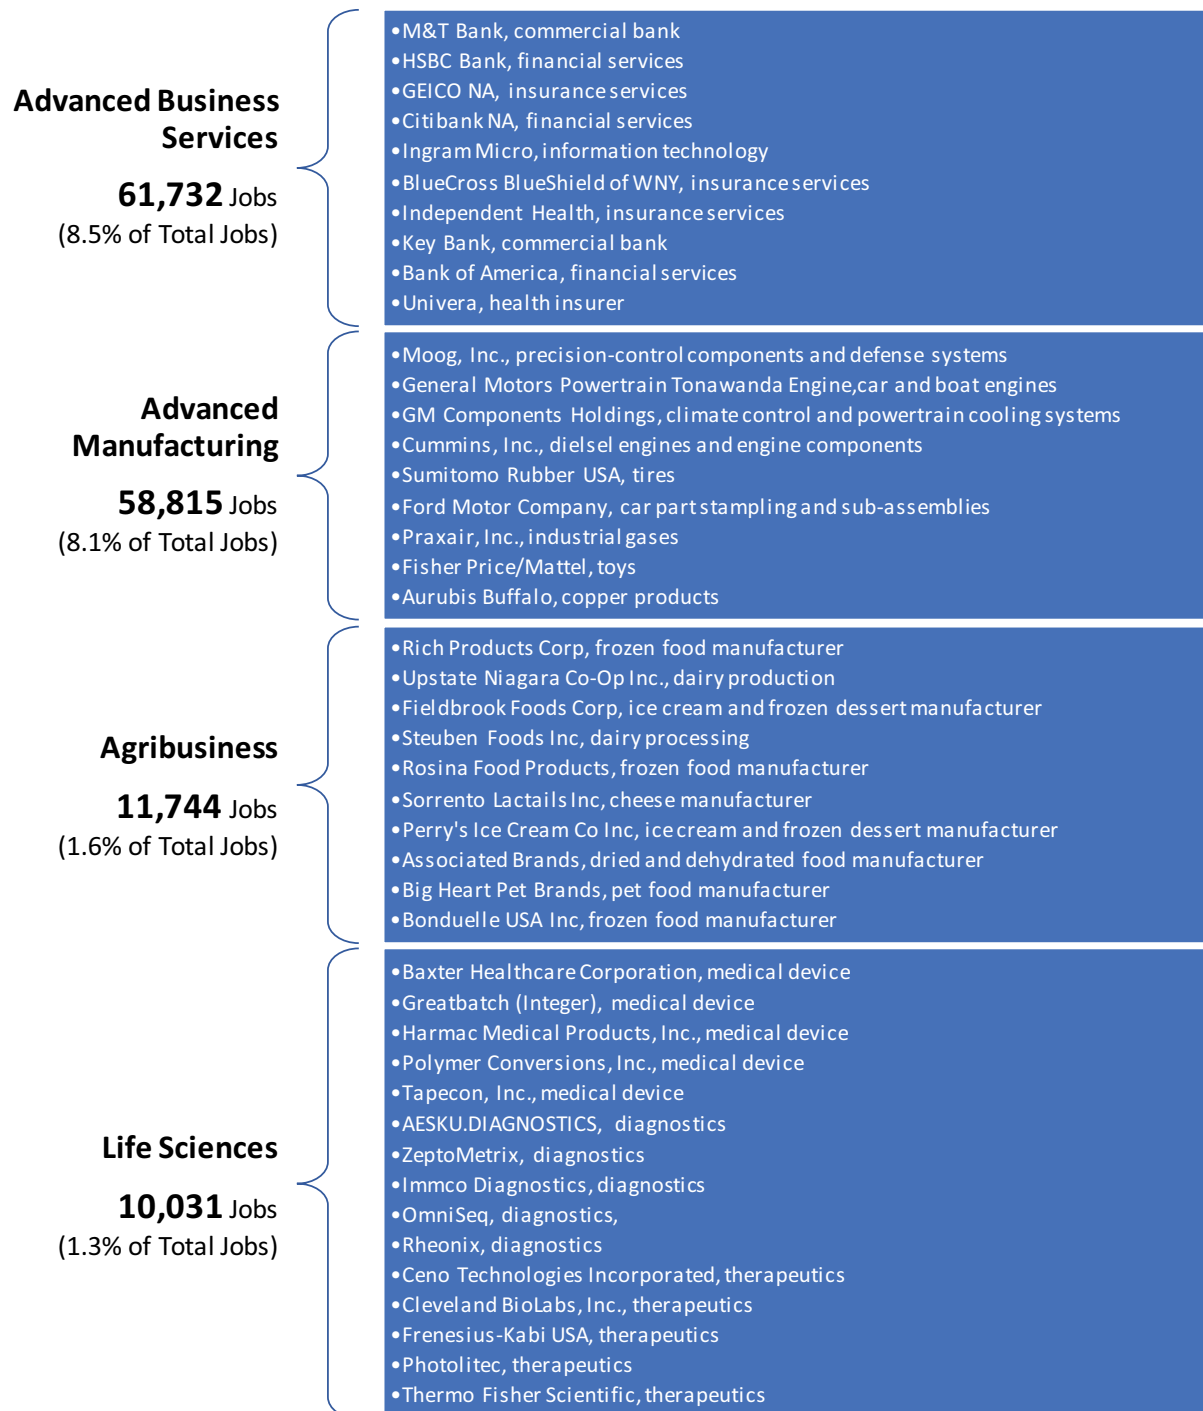 Advanced Business
Services
61,732 Jobs
(8.5% of Total Jobs)
•M&T Bank, commercial bank
•HSBC Bank, financial services
•GEICO NA, insurance services
•Citibank NA, financial services
•Ingram Micro, information technology
•BlueCross BlueShield of WNY, insurance services
•Independent Health, insurance services
•Key Bank, commercial bank
•Bank of America, financial services
•Univera, health insurer
Advanced
Manufacturing
58,815 Jobs
(8.1% of Total Jobs)
•Moog, Inc., precision-control components and defense systems
•General Motors Powertrain Tonawanda Engine,car and boat engines
•GM Components Holdings, climate control and powertrain cooling systems
•Cummins, Inc., dielsel engines and engine components
•Sumitomo Rubber USA, tires
•Ford Motor Company, car part stamping and sub-assemblies
•Praxair, Inc., industrial gases
•Fisher Price/Mattel, toys
•Aurubis Buffalo, copper products
Agribusiness
11,744 Jobs
(1.6% of Total Jobs)
•Rich Products Corp, frozen food manufacturer
•Upstate Niagara Co-Op Inc., dairy production
•Fieldbrook Foods Corp, ice cream and frozen dessert manufacturer
•Steuben Foods Inc, dairy processing
•Rosina Food Products, frozen food manufacturer
•Sorrento Lactails Inc, cheese manufacturer
•Perry's Ice Cream Co Inc, ice cream and frozen dessert manufacturer
•Associated Brands, dried and dehydrated food manufacturer
•Big Heart Pet Brands, pet food manufacturer
•Bonduelle USA Inc, frozen food manufacturer
Life Sciences
10,031 Jobs
(1.3% of Total Jobs)
•Baxter Healthcare Corporation, medical device
•Greatbatch (Integer), medical device
•Harmac Medical Products, Inc., medical device
•Polymer Conversions, Inc., medical device
•Tapecon, Inc., medical device
•AESKU.DIAGNOSTICS, diagnostics
•ZeptoMetrix, diagnostics
•Immco Diagnostics, diagnostics
•OmniSeq, diagnostics,
•Rheonix, diagnostics
•Ceno Technologies Incorporated, therapeutics
•Cleveland BioLabs, Inc., therapeutics
•Frenesius-Kabi USA, therapeutics
•Photolitec, therapeutics
•Thermo Fisher Scientific, therapeutics